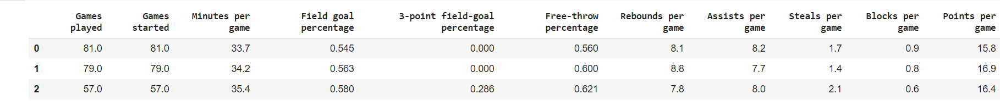 Games Games Minutes per Field goal 3-point field-goal Free-throw Rebounds per Assists per Steals per Blocks per Points per
played started game percentage percentage percentage game game game game game
0 81.0 81.0 33.7 0.545 0.000 0.560 8.1 8.2 1.7 0.9 15.8
1 79.0 79.0 34.2 0.563 0.000 0.600 8.8 7.7 1.4 0.8 16.9
2 57.0 57.0 35.4 0.580 0.286 0.621 7.8 8.0 2.1 0.6 16.4